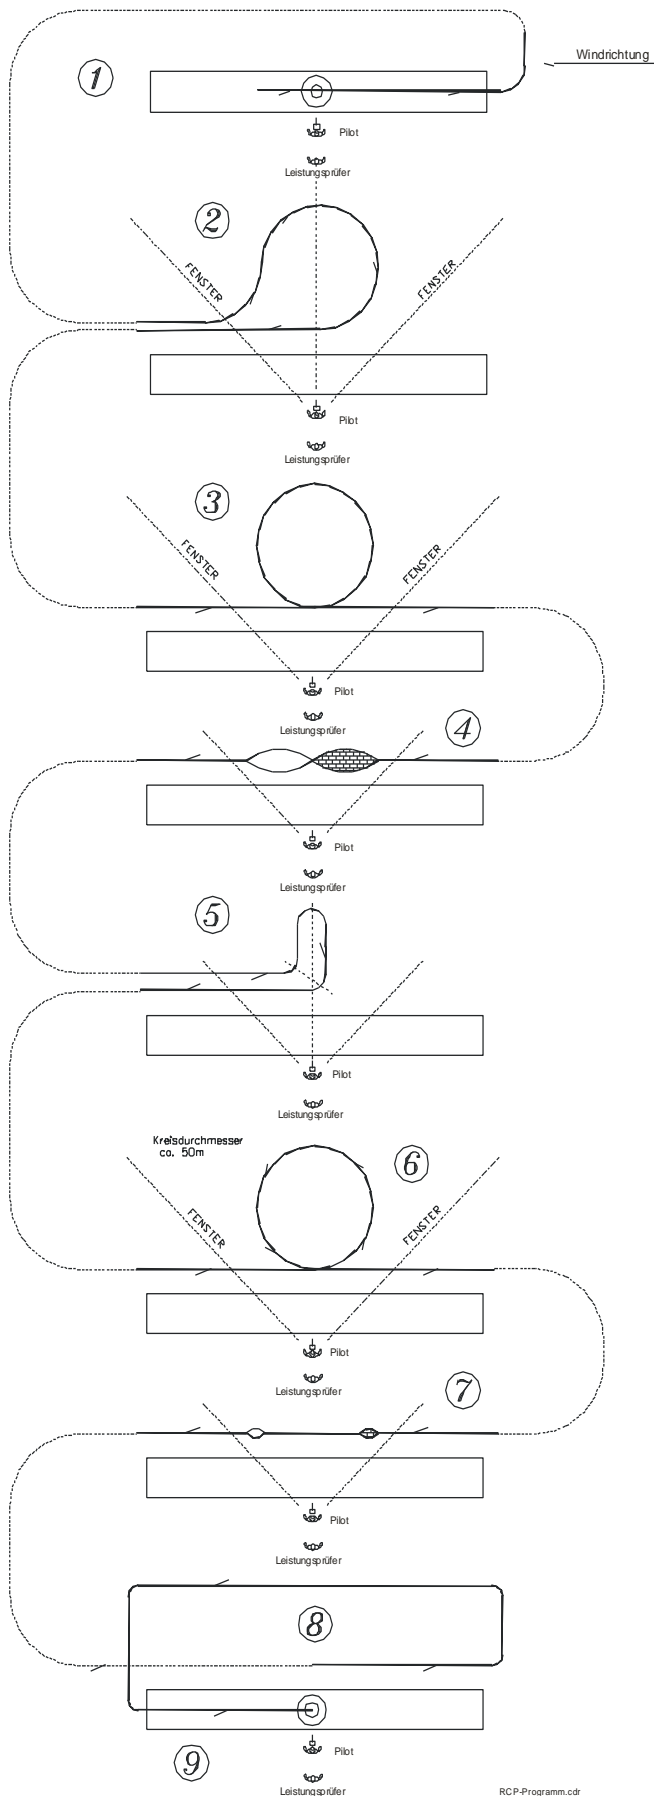 Windrichtung
1
Pilot
Leistungsprüfer
2
FENSTER
FENSTER
Pilot
Leistungsprüfer
3
FENSTER
FENSTER
Pilot
Leistungsprüfer
4
Pilot
Leistungsprüfer
5
Pilot
Leistungsprüfer
Kreisdurchmesser
ca. 50m
6
FENSTER
FENSTER
Pilot
Leistungsprüfer
7
Pilot
Leistungsprüfer
8
9
Pilot
Leistungsprüfer
RCP-Programm.cdr